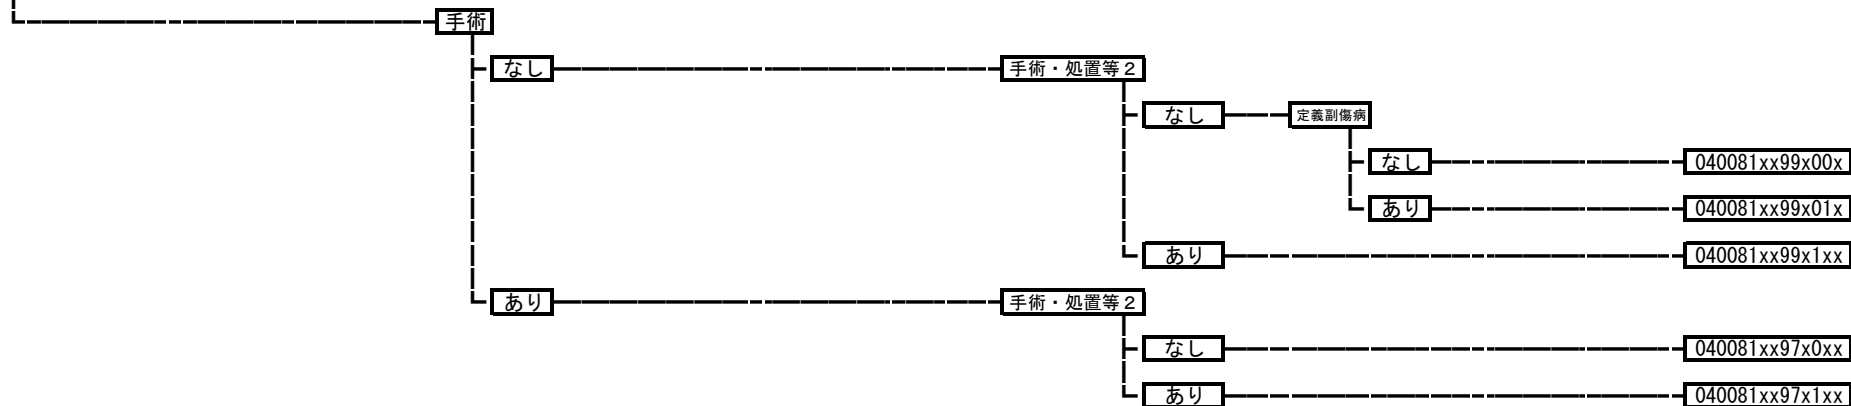 手術
なし 手術・処置等２
なし 定義副傷病
なし 040081xx99x00x
あり 040081xx99x01x
あり 040081xx99x1xx
あり 手術・処置等２
なし 040081xx97x0xx
あり 040081xx97x1xx